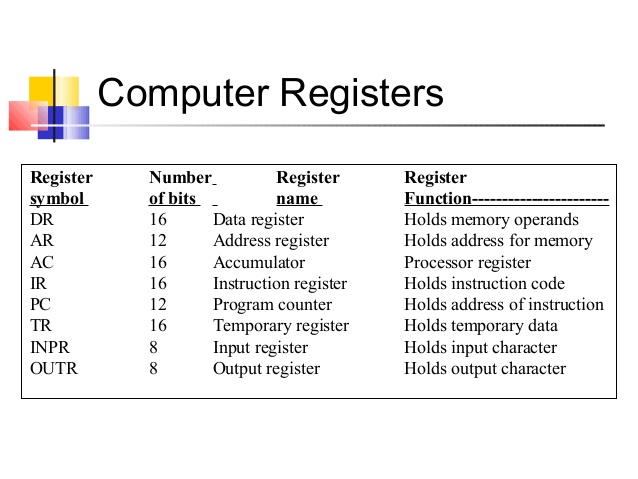 Computer Registers
Register Number Register Register
symbol of bits name Function-----------------------
DR 16 Data register Holds memory operands
AR 12 Address register Holds address for memory
AC 16 Accumulator Processor register
IR 16 Instruction register Holds instruction code
PC 12 Program counter Holds address of instruction
TR 16 Temporary register Holds temporary data
INPR 8 Input register Holds input character
OUTR 8 Output register Holds output character